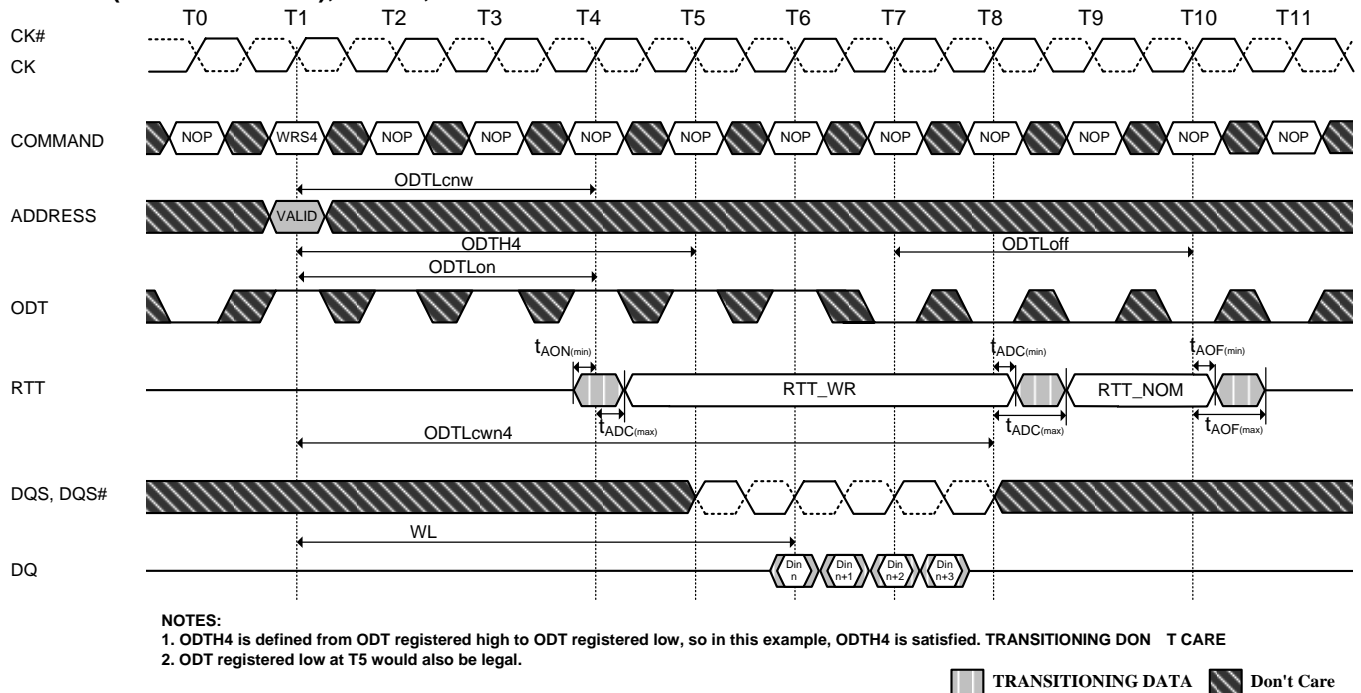 T0 T1 T2 T3 T4 T5 T6 T7 T8 T9 T10 T11
CK#
CK
COMMAND
NOP WRS4 NOP NOP NOP NOP NOP NOP NOP NOP NOP NOP
ODTLcnw
ADDRESS
VALID
ODTH4 ODTLoff
ODTLon
ODT
tAON(min) tADC(min) tAOF(min)
RTT
RTT_WR RTT_NOM
tADC(max) tADC(max) tAOF(max)
ODTLcwn4
DQS, DQS#
WL
DQ
Din n Din n+1 Din n+2 Din n+3
NOTES:
1. ODTH4 is defined from ODT registered high to ODT registered low, so in this example, ODTH4 is satisfied. TRANSITIONING DON T CARE
2. ODT registered low at T5 would also be legal.
TRANSITIONING DATA Don't Care